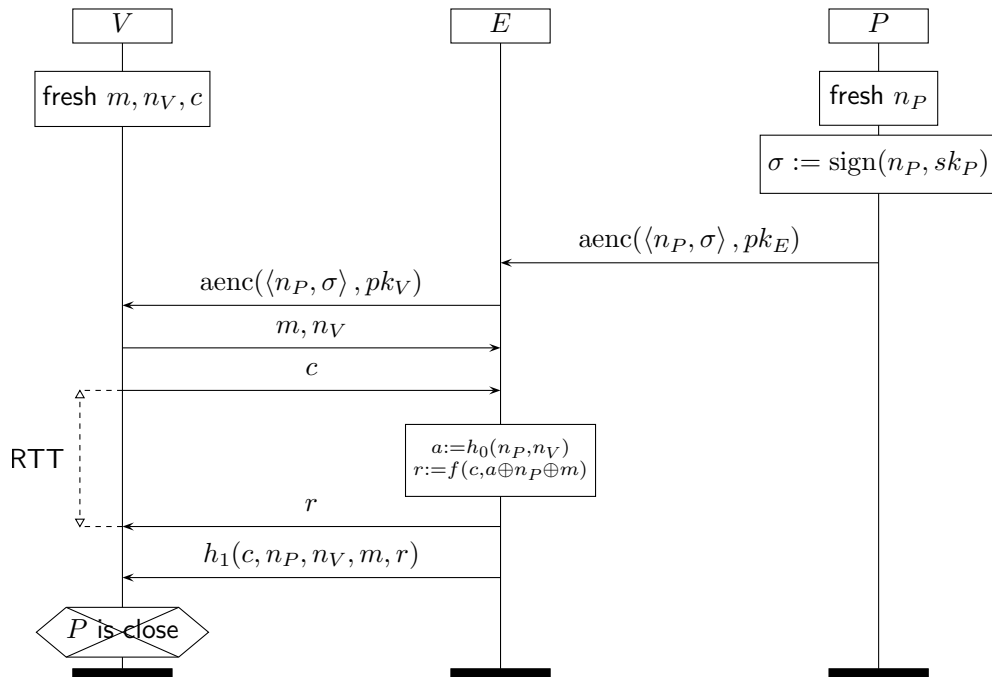 V E P
fresh m, n_V, c
fresh n_P
σ := sign(n_P, sk_P)
aenc(⟨n_P, σ⟩, pk_E)
aenc(⟨n_P, σ⟩, pk_V)
m, n_V
c
a:=h_0(n_P,n_V)
r:=f(c,a⊕n_P⊕m)
RTT
r
h_1(c, n_P, n_V, m, r)
P is close